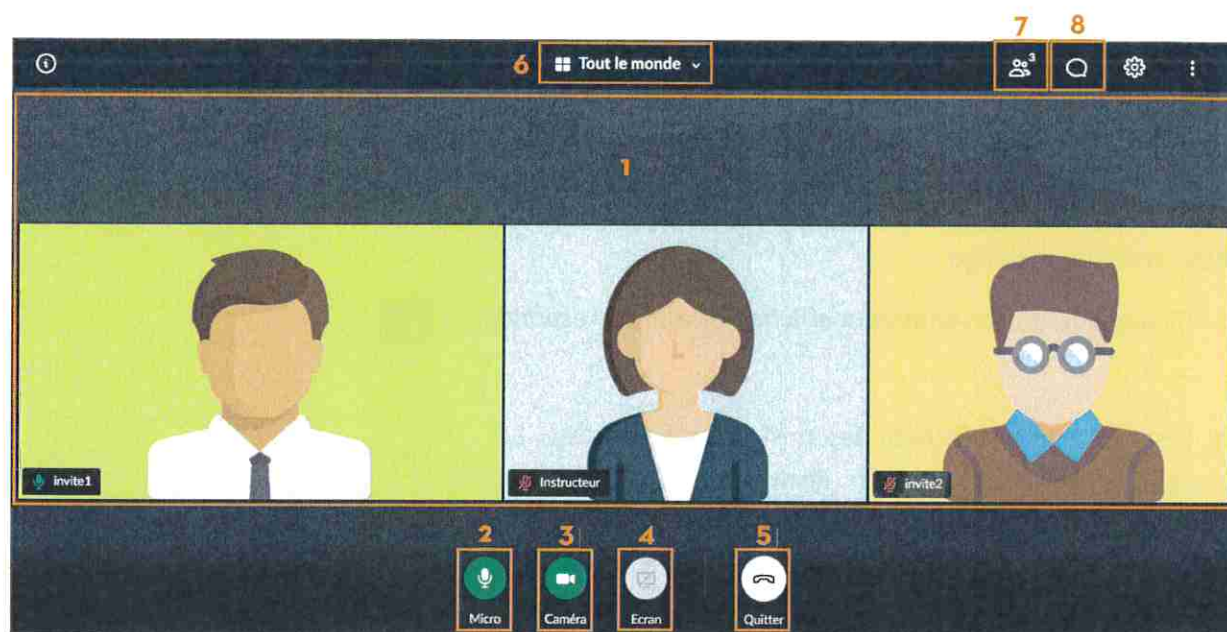 7 8
6 Tout le monde 3
1
invite1 Instructeur invite2
2 3 4 5
Micro Caméra Ecran Quitter